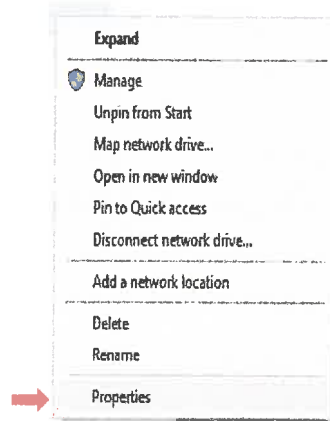 Expand
Manage
Unpin from Start
Map network drive...
Open in new window
Pin to Quick access
Disconnect network drive...
Add a network location
Delete
Rename
Properties